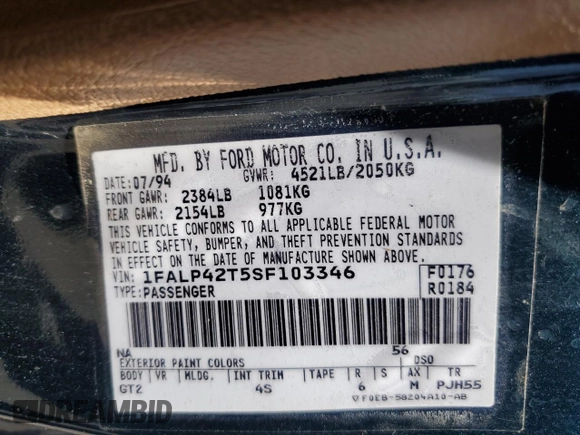 MFD. BY FORD MOTOR CO. IN U.S.A.
DATE: 07/94 GVWR: 4521LB/2050KG
FRONT GAWR: 2384LB 1081KG
REAR GAWR: 2154LB 977KG
THIS VEHICLE CONFORMS TO ALL APPLICABLE FEDERAL MOTOR
VEHICLE SAFETY, BUMPER, AND THEFT PREVENTION STANDARDS
IN EFFECT ON THE DATE OF MANUFACTURE SHOWN ABOVE.
VIN: 1FALP42T5SF103346 F0176
TYPE: PASSENGER R0184
NA 56
EXTERIOR PAINT COLORS DSO
BODY VR MLDG. INT TRIM TAPE R S AX TR
GT2 4S 6 M PJH55
F0EB-58204A10-AB
DREAMBID